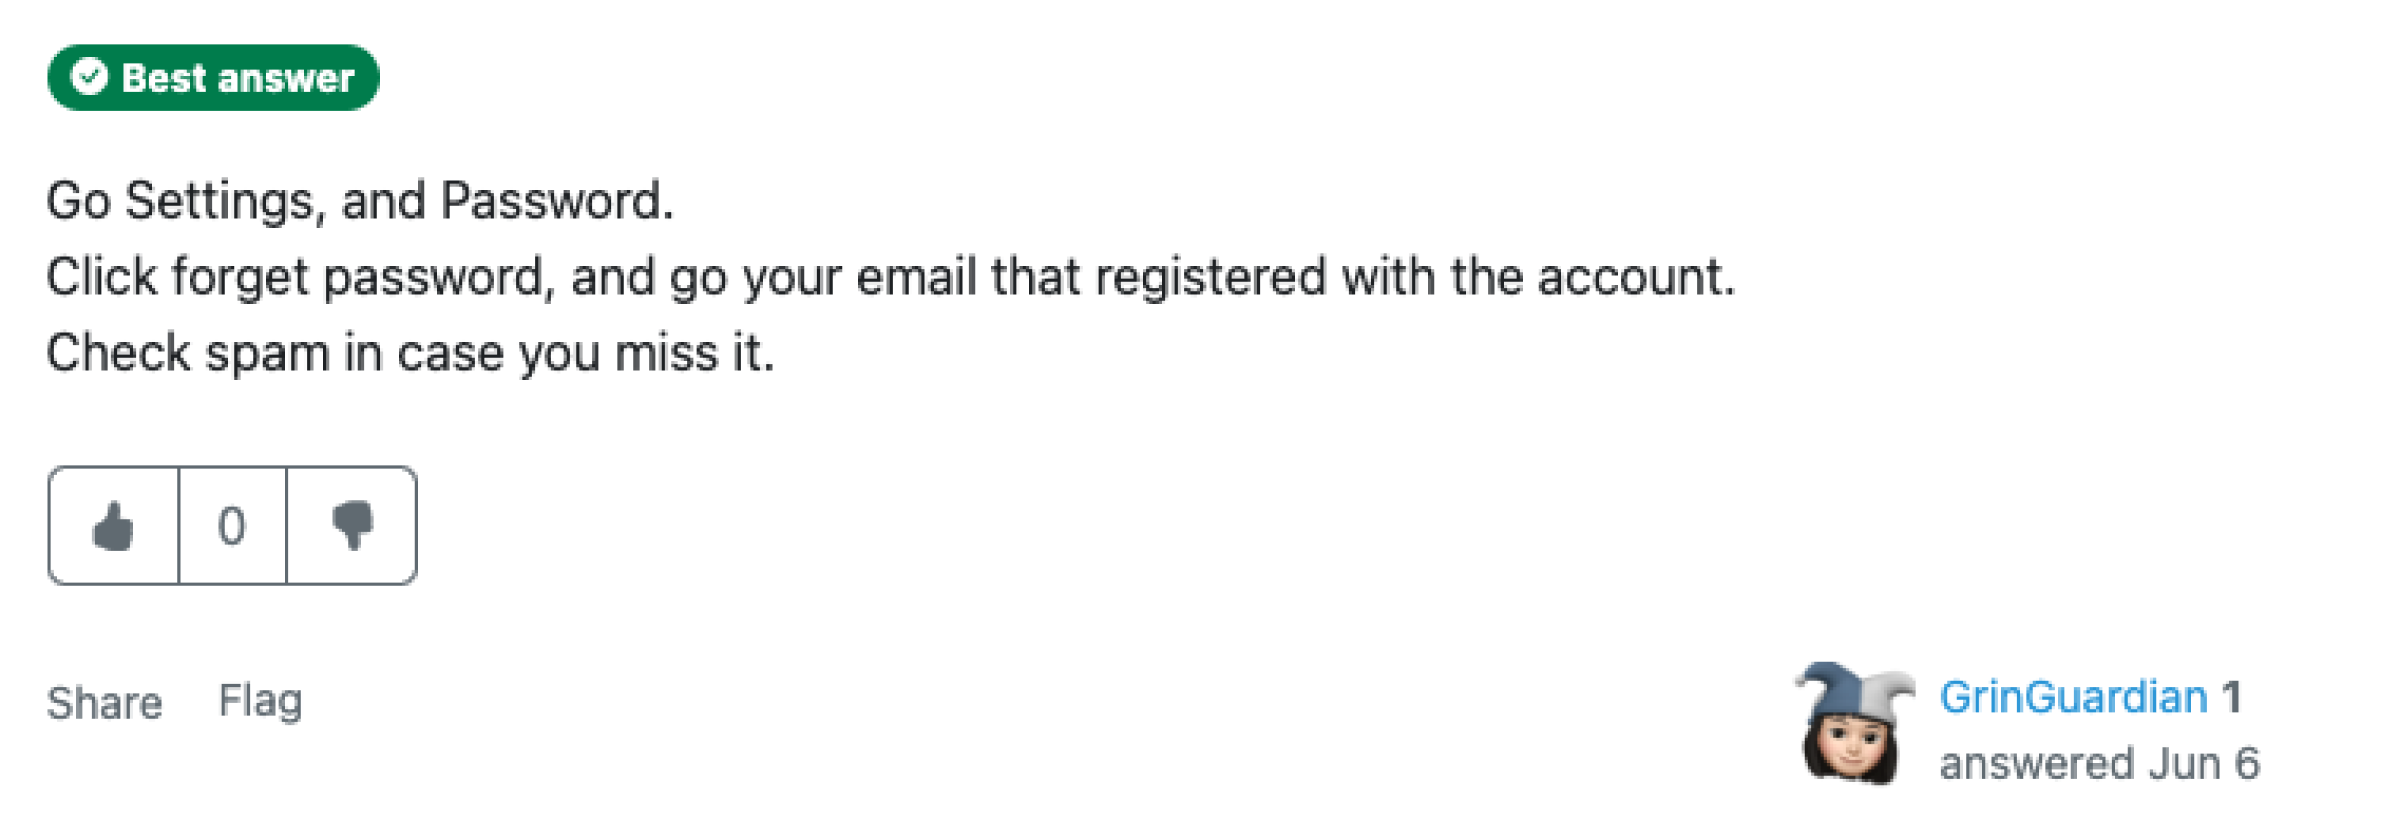 Best answer
Go Settings, and Password.
Click forget password, and go your email that registered with the account.
Check spam in case you miss it.
0
Share Flag
GrinGuardian 1
answered Jun 6